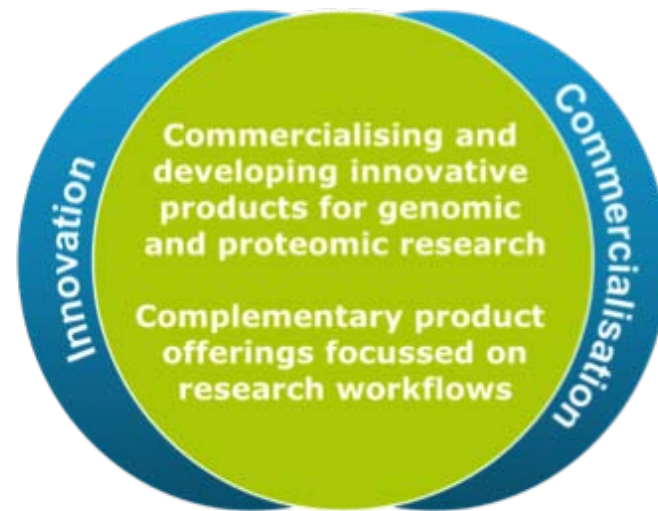 Innovation
Commercialising and
developing innovative
products for genomic
and proteomic research
Complementary product
offerings focussed on
research workflows
Commercialisation